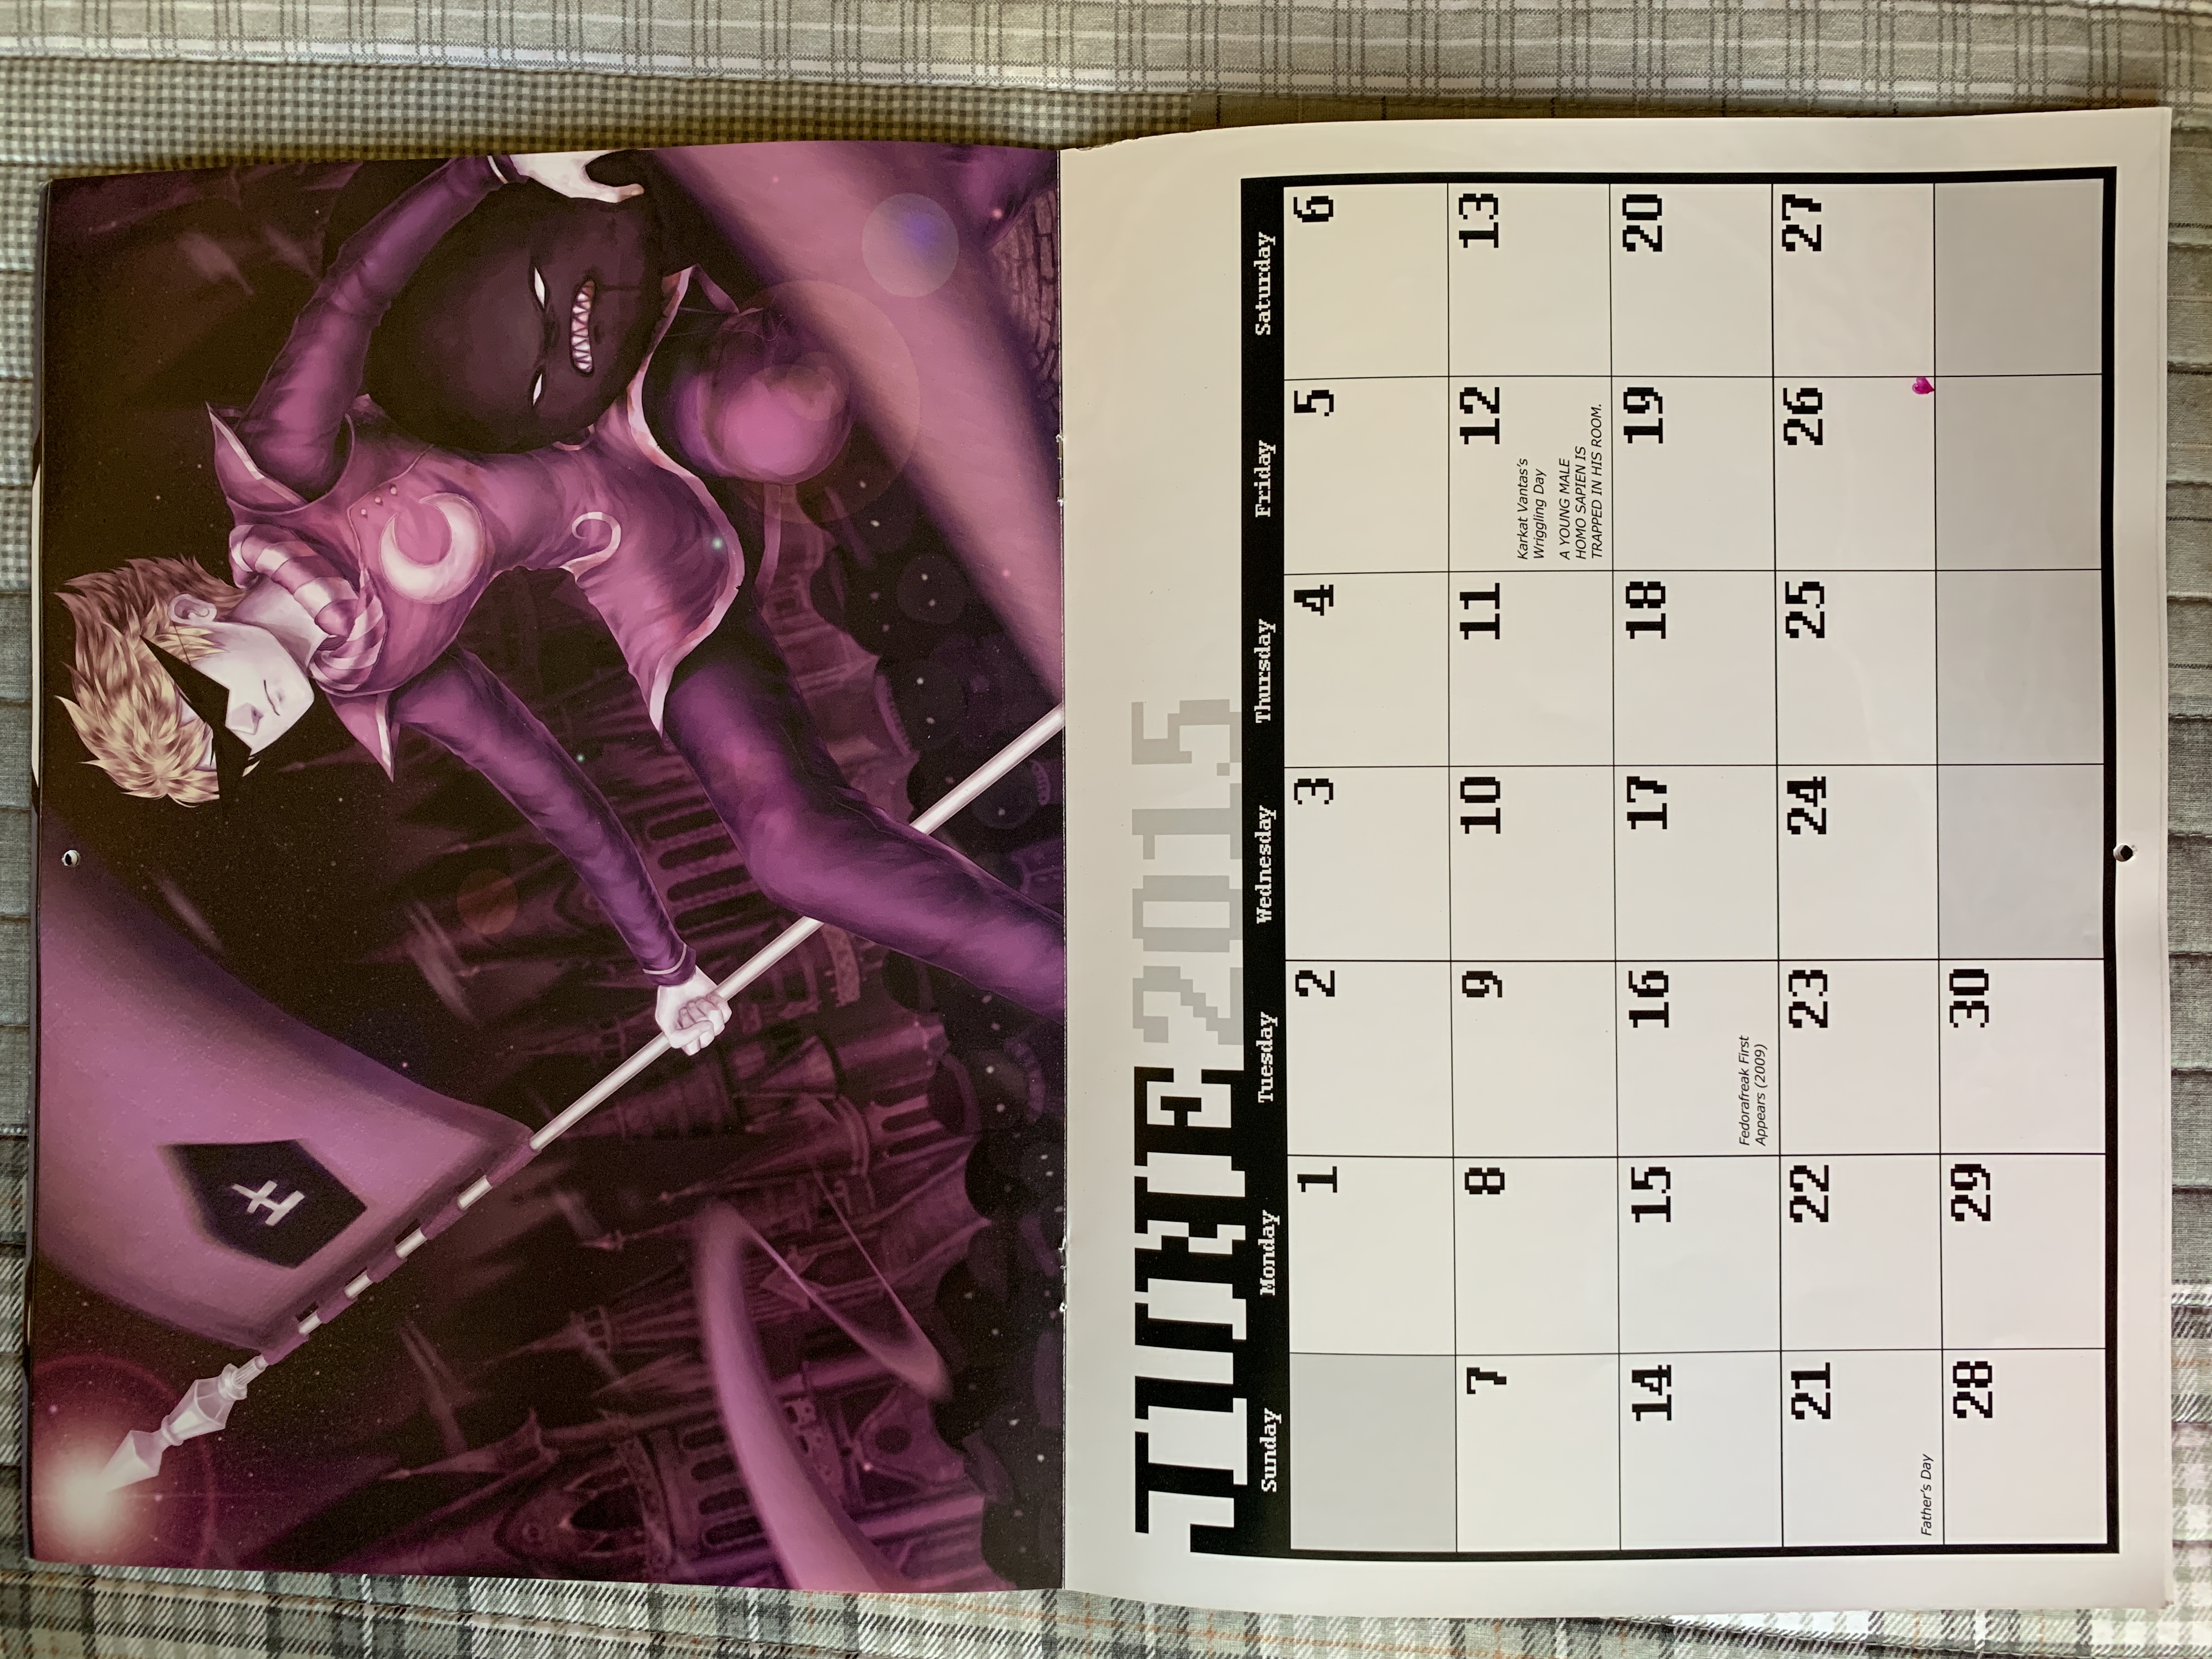 H
JUNE 2015
Sunday Monday Tuesday Wednesday Thursday Friday Saturday
1 2 3 4 5 6
7 8 9 10 11 12 13
Karkat Vantas's
Wriggling Day
A YOUNG MALE
HOMO SAPIEN IS
TRAPPED IN HIS ROOM.
14 15 16 17 18 19 20
Fedorafreak First
Appears (2009)
21 22 23 24 25 26 27
Father's Day
28 29 30